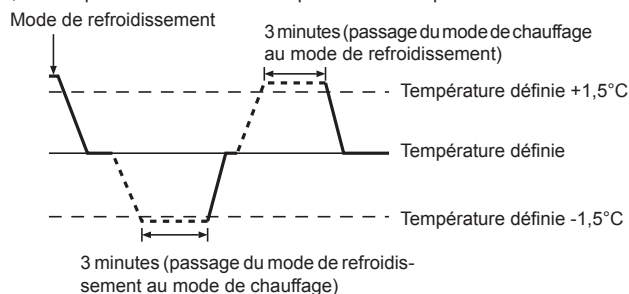 Mode de refroidissement
3 minutes (passage du mode de chauffage
au mode de refroidissement)
Température définie +1,5°C
Température définie
Température définie -1,5°C
3 minutes (passage du mode de refroidis-
sement au mode de chauffage)